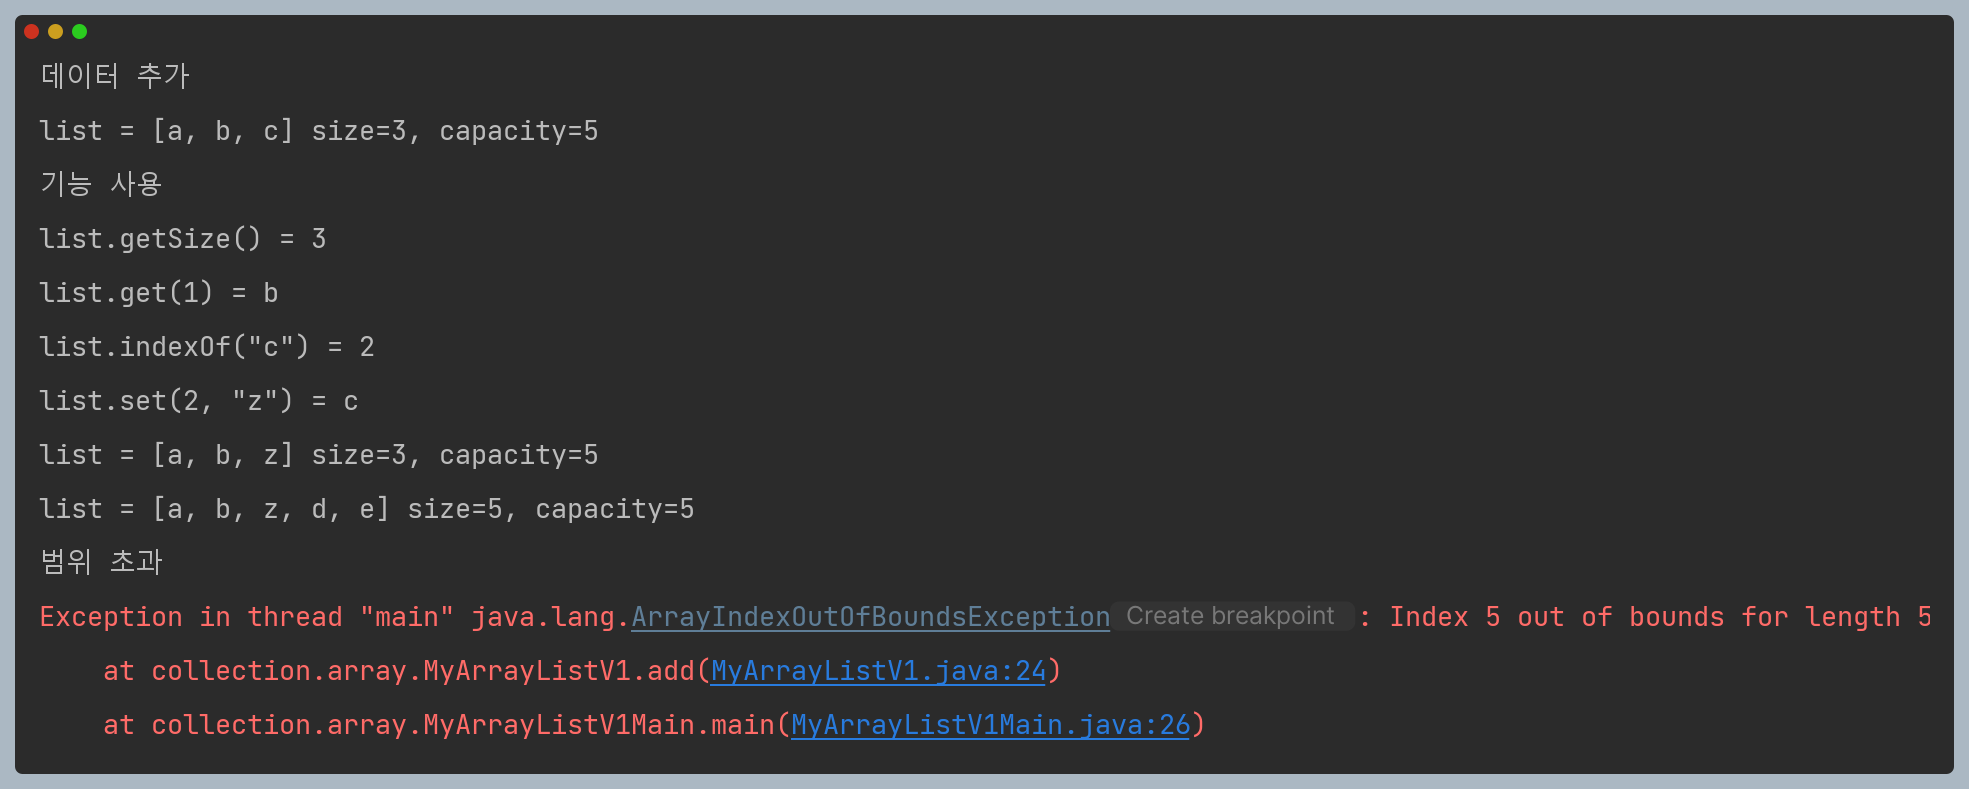 데이터 추가
list = [a, b, c] size=3, capacity=5
기능 사용
list.getSize() = 3
list.get(1) = b
list.indexOf("c") = 2
list.set(2, "z") = c
list = [a, b, z] size=3, capacity=5
list = [a, b, z, d, e] size=5, capacity=5
범위 초과
Exception in thread "main" java.lang.ArrayIndexOutOfBoundsException Create breakpoint : Index 5 out of bounds for length 5
    at collection.array.MyArrayListV1.add(MyArrayListV1.java:24)
    at collection.array.MyArrayListV1Main.main(MyArrayListV1Main.java:26)